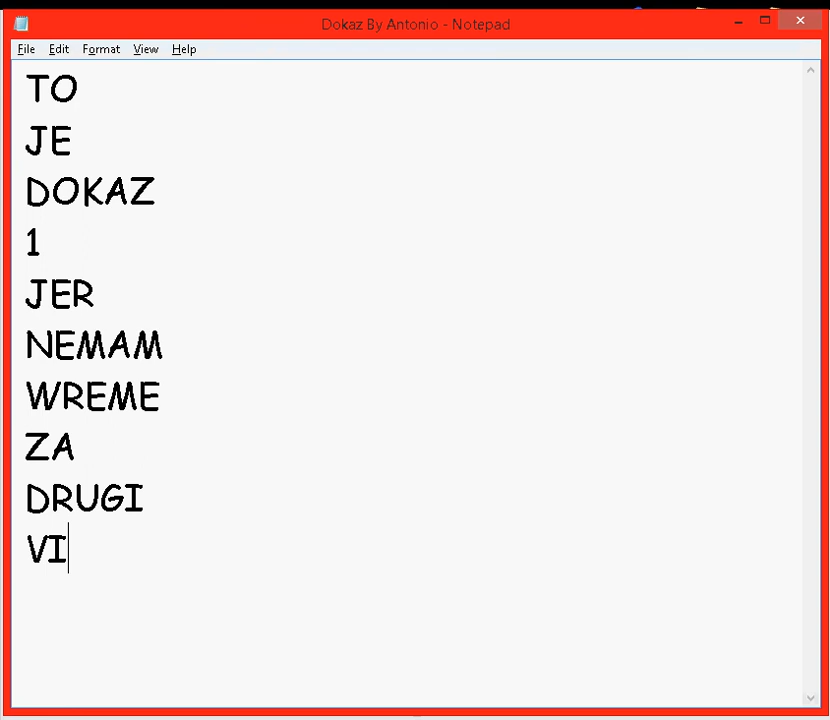 Dokaz By Antonio - Notepad
File Edit Format View Help
TO
JE
DOKAZ
1
JER
NEMAM
WREME
ZA
DRUGI
VI